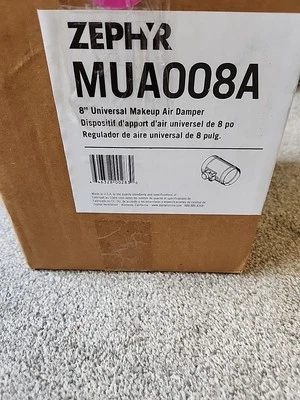 ZEPHYR
MUA008A
8" Universal Makeup Air Damper
Dispositif d'apport d'air universel de 8 po
Regulador de aire universal de 8 pulg.